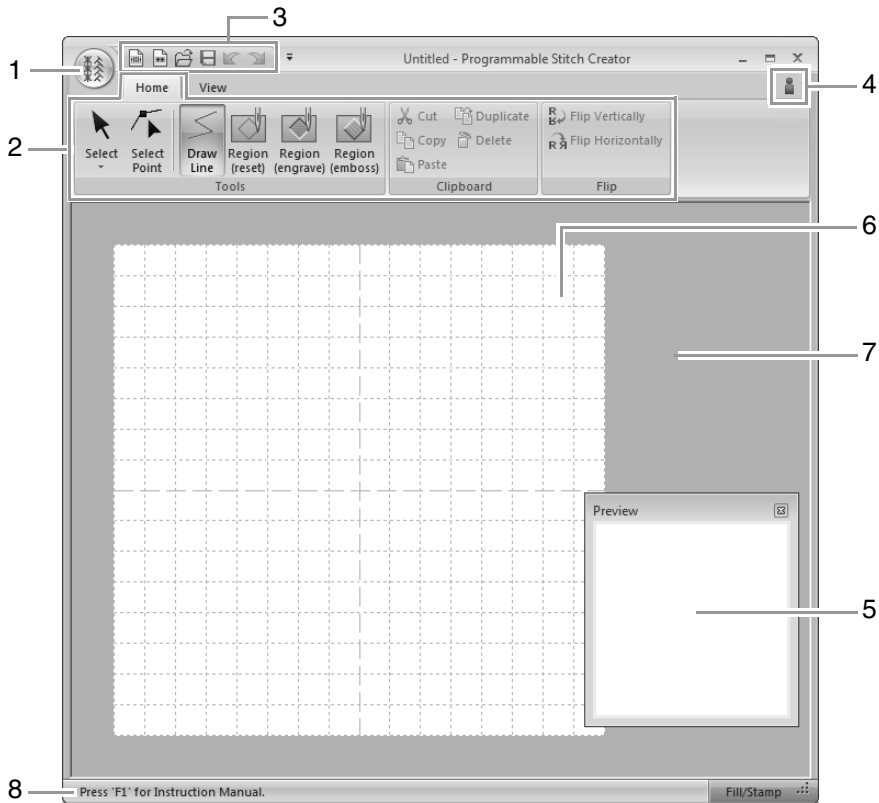 3
Untitled - Programmable Stitch Creator
1
4
Home View
2
Select
Select Point
Draw Line
Region (reset)
Region (engrave)
Region (emboss)
Tools
Cut
Duplicate
Copy
Delete
Paste
Clipboard
Flip Vertically
Flip Horizontally
Flip
6
7
Preview
5
8
Press 'F1' for Instruction Manual.
Fill/Stamp